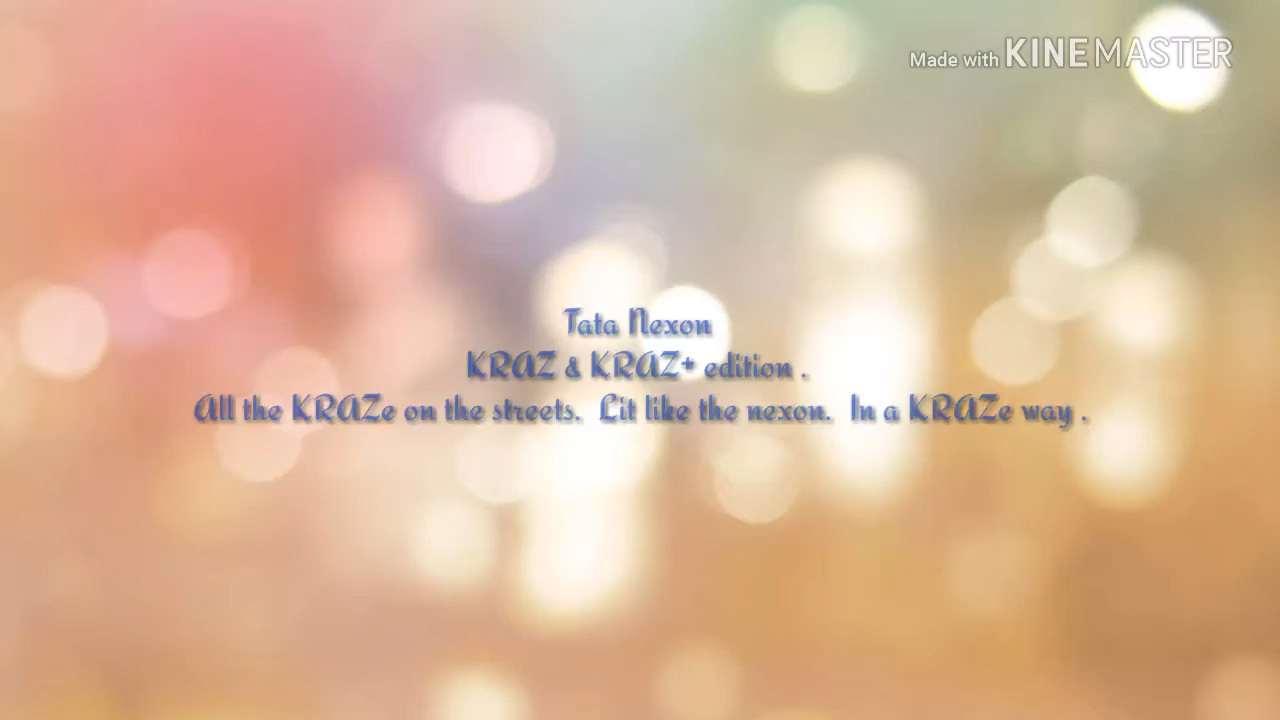 Made with KINEMASTER
Tata Nexon
KRAZ & KRAZ+ edition .
All the KRAZe on the streets.  Lit like the nexon.  In a KRAZe way .